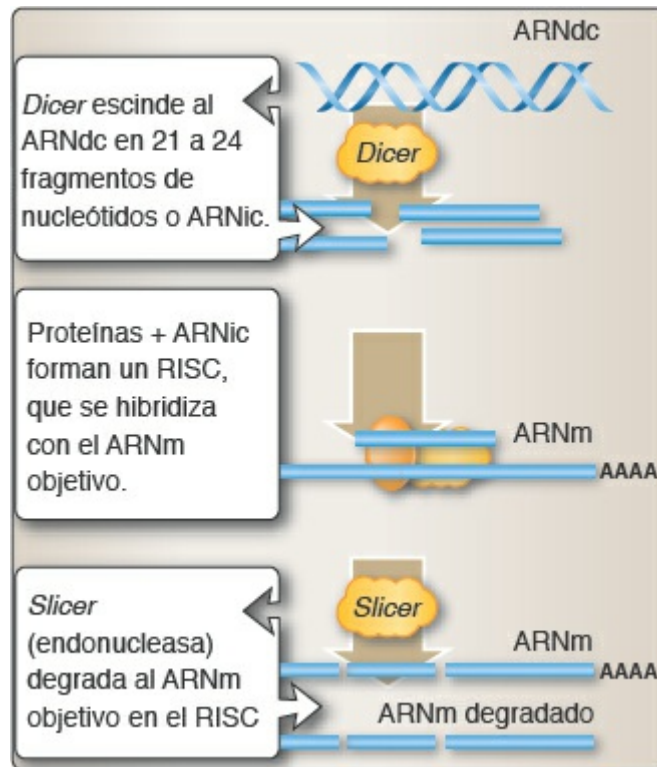 ARNdc
Dicer escinde al
ARNdc en 21 a 24
fragmentos de
nucleótidos o ARNic.
Dicer
Proteínas + ARNic
forman un RISC,
que se hibridiza
con el ARNm
objetivo.
ARNm
AAAA
Slicer
(endonucleasa)
degrada al ARNm
objetivo en el RISC
Slicer
ARNm
AAAA
ARNm degradado